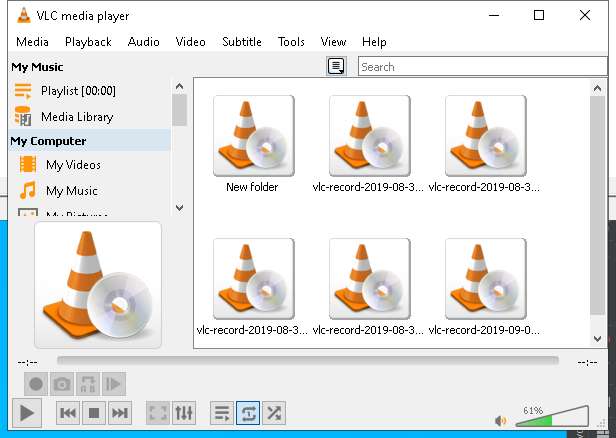 VLC media player
Media Playback Audio Video Subtitle Tools View Help
My Music
Search
Playlist [00:00]
Media Library
My Computer
My Videos
My Music
My Pictures
New folder
vlc-record-2019-08-3...
vlc-record-2019-08-3...
vlc-record-2019-08-3...
vlc-record-2019-08-3...
vlc-record-2019-09-0...
--:--
--:--
A B
61%